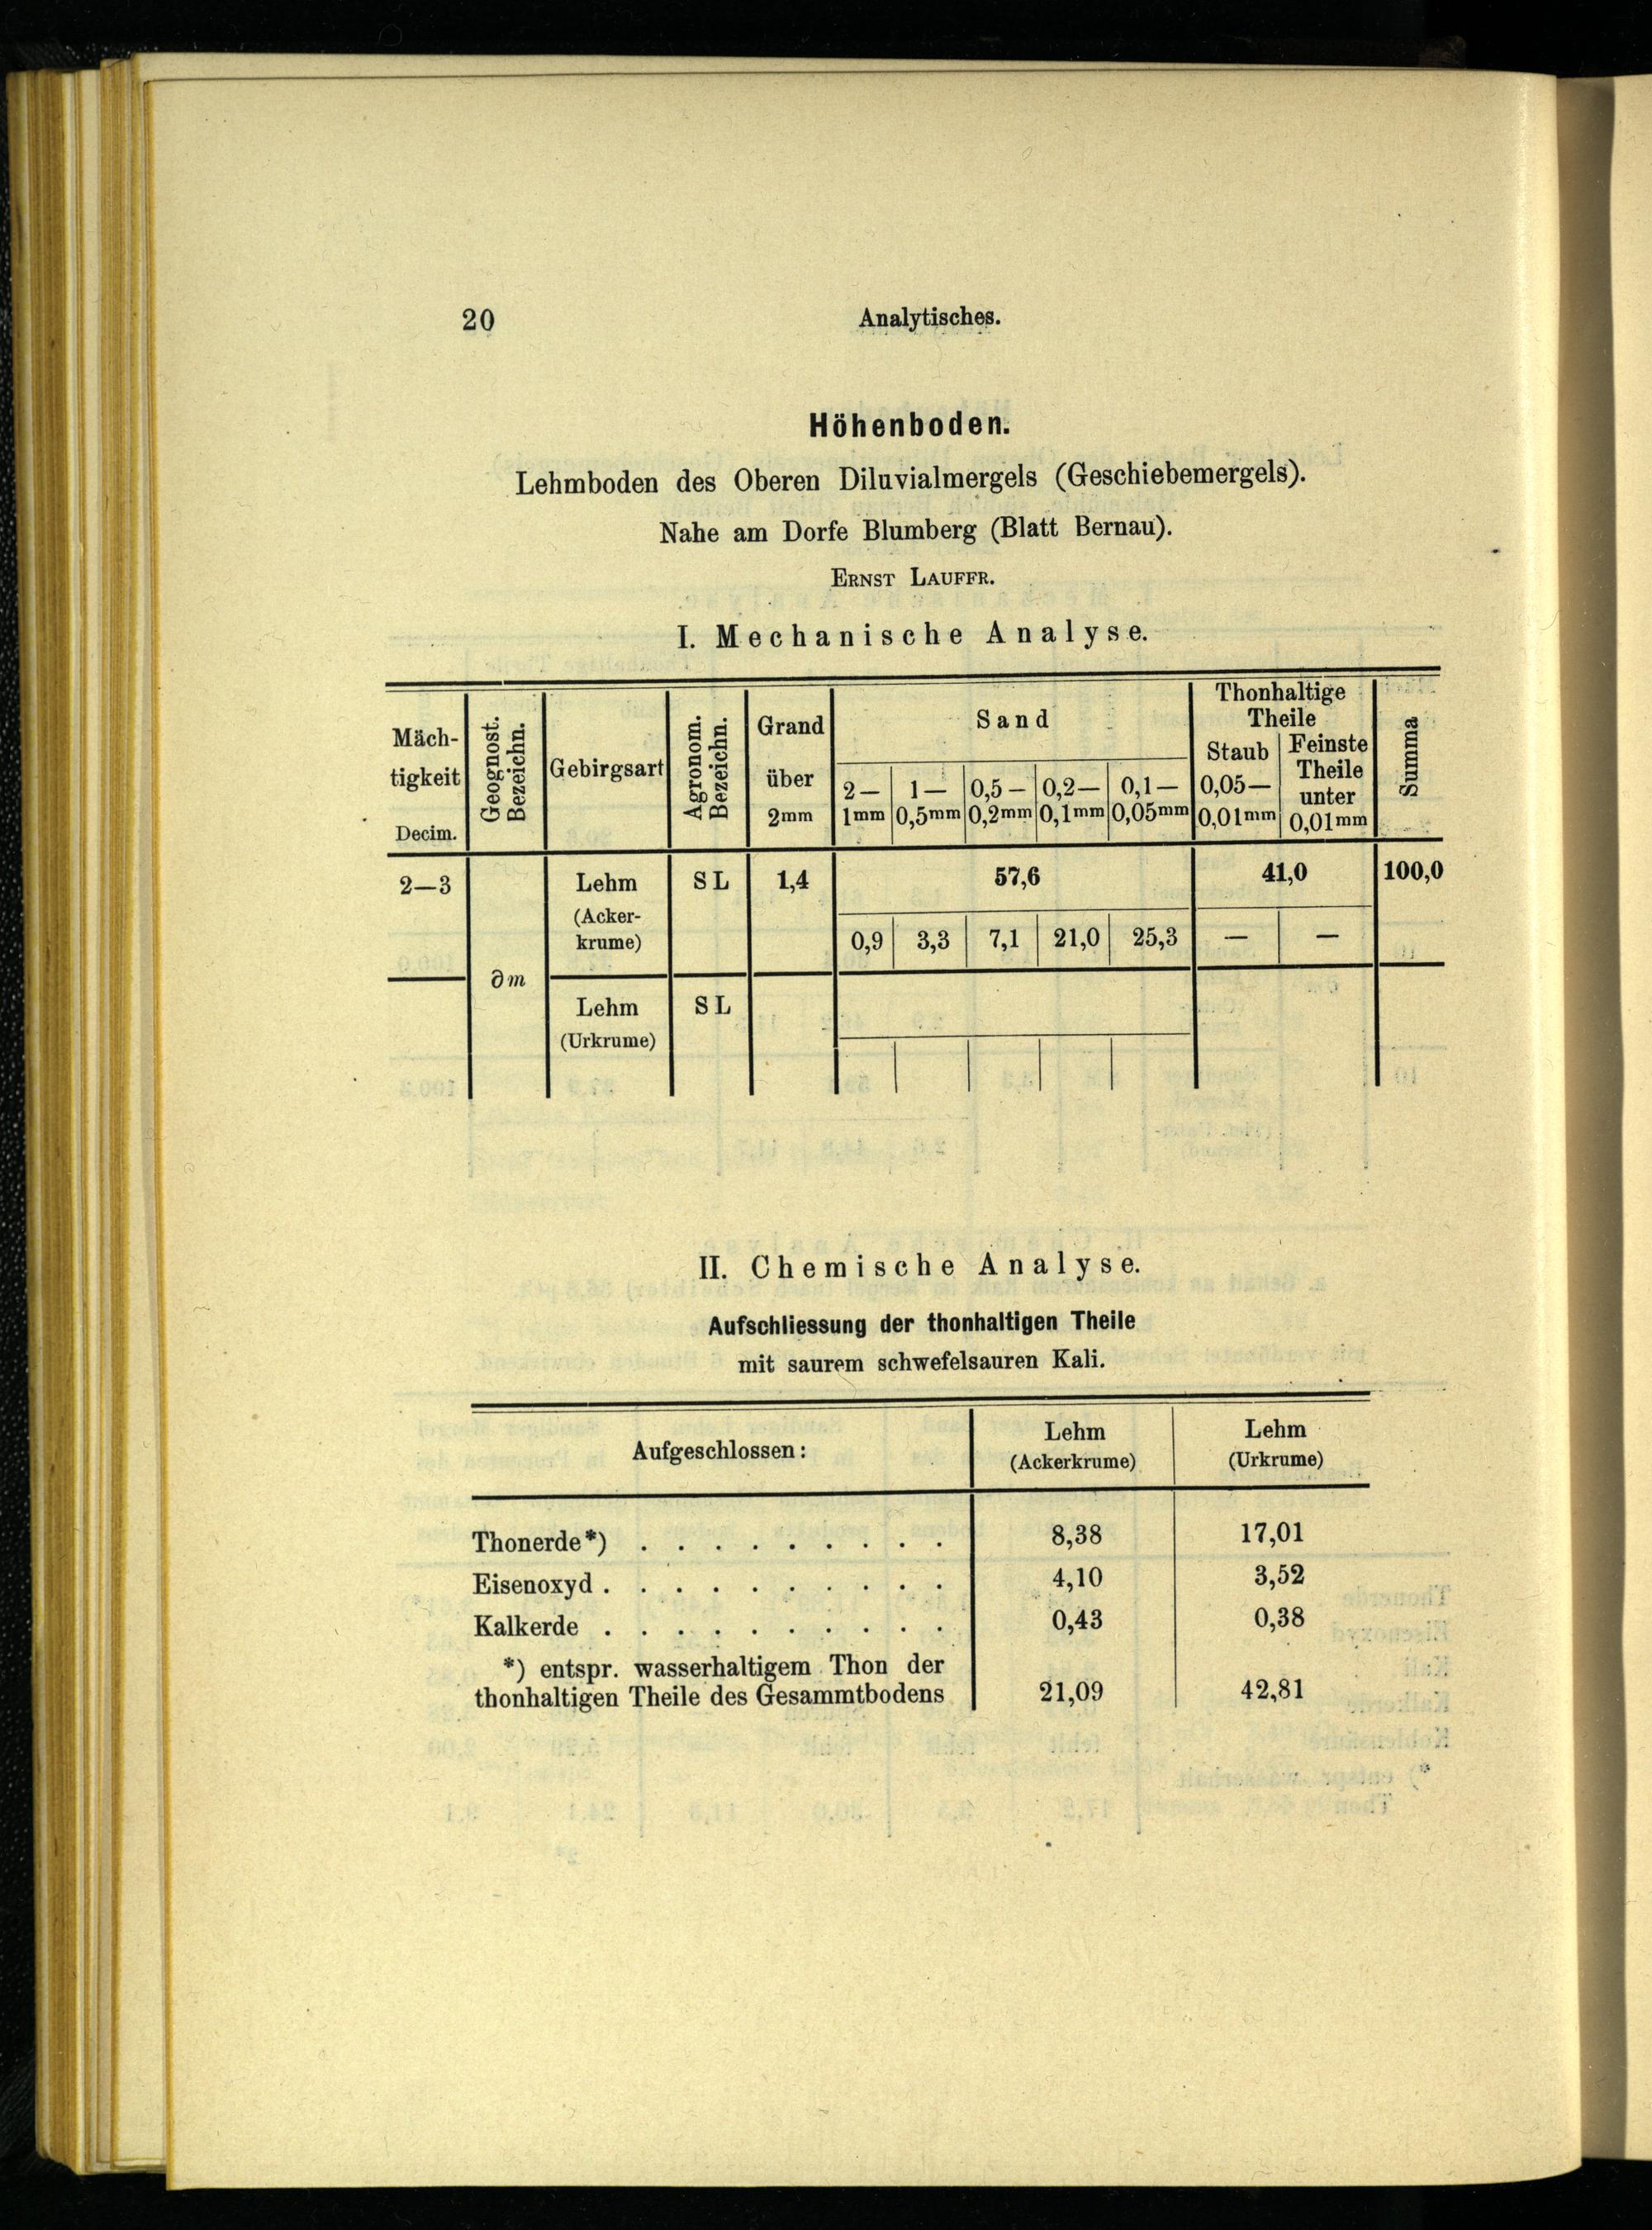 20 Analytisches.
Höhenboden.
Lehmboden des Oberen Diluvialmergels (Geschiebemergels).
Nahe am Dorfe Blumberg (Blatt Bernau).
ERNST LAUFFR.
I. Mechanische Analyse.
Mäch-
tigkeit
Decim.
Geognost.
Bezeichn.
Gebirgsart
Agronom.
Bezeichn.
Grand
über
2mm
Sand
2— 1— 0,5— 0,2— 0,1—
1mm 0,5mm 0,2mm 0,1mm 0,05mm
Thonhaltige
Theile
Staub
0,05—
0,01mm
Feinste
Theile
unter
0,01mm
Summa
2—3 Lehm SL 1,4 57,6 41,0 100,0
(Acker-
krume) 0,9 3,3 7,1 21,0 25,3 — —
∂m
Lehm SL
(Urkrume)
II. Chemische Analyse.
Aufschliessung der thonhaltigen Theile
mit saurem schwefelsauren Kali.
Aufgeschlossen:
Lehm
(Ackerkrume)
Lehm
(Urkrume)
Thonerde*) . . . . . . . . . 8,38 17,01
Eisenoxyd . . . . . . . . . . 4,10 3,52
Kalkerde . . . . . . . . . . 0,43 0,38
*) entspr. wasserhaltigem Thon der
thonhaltigen Theile des Gesammtbodens 21,09 42,81